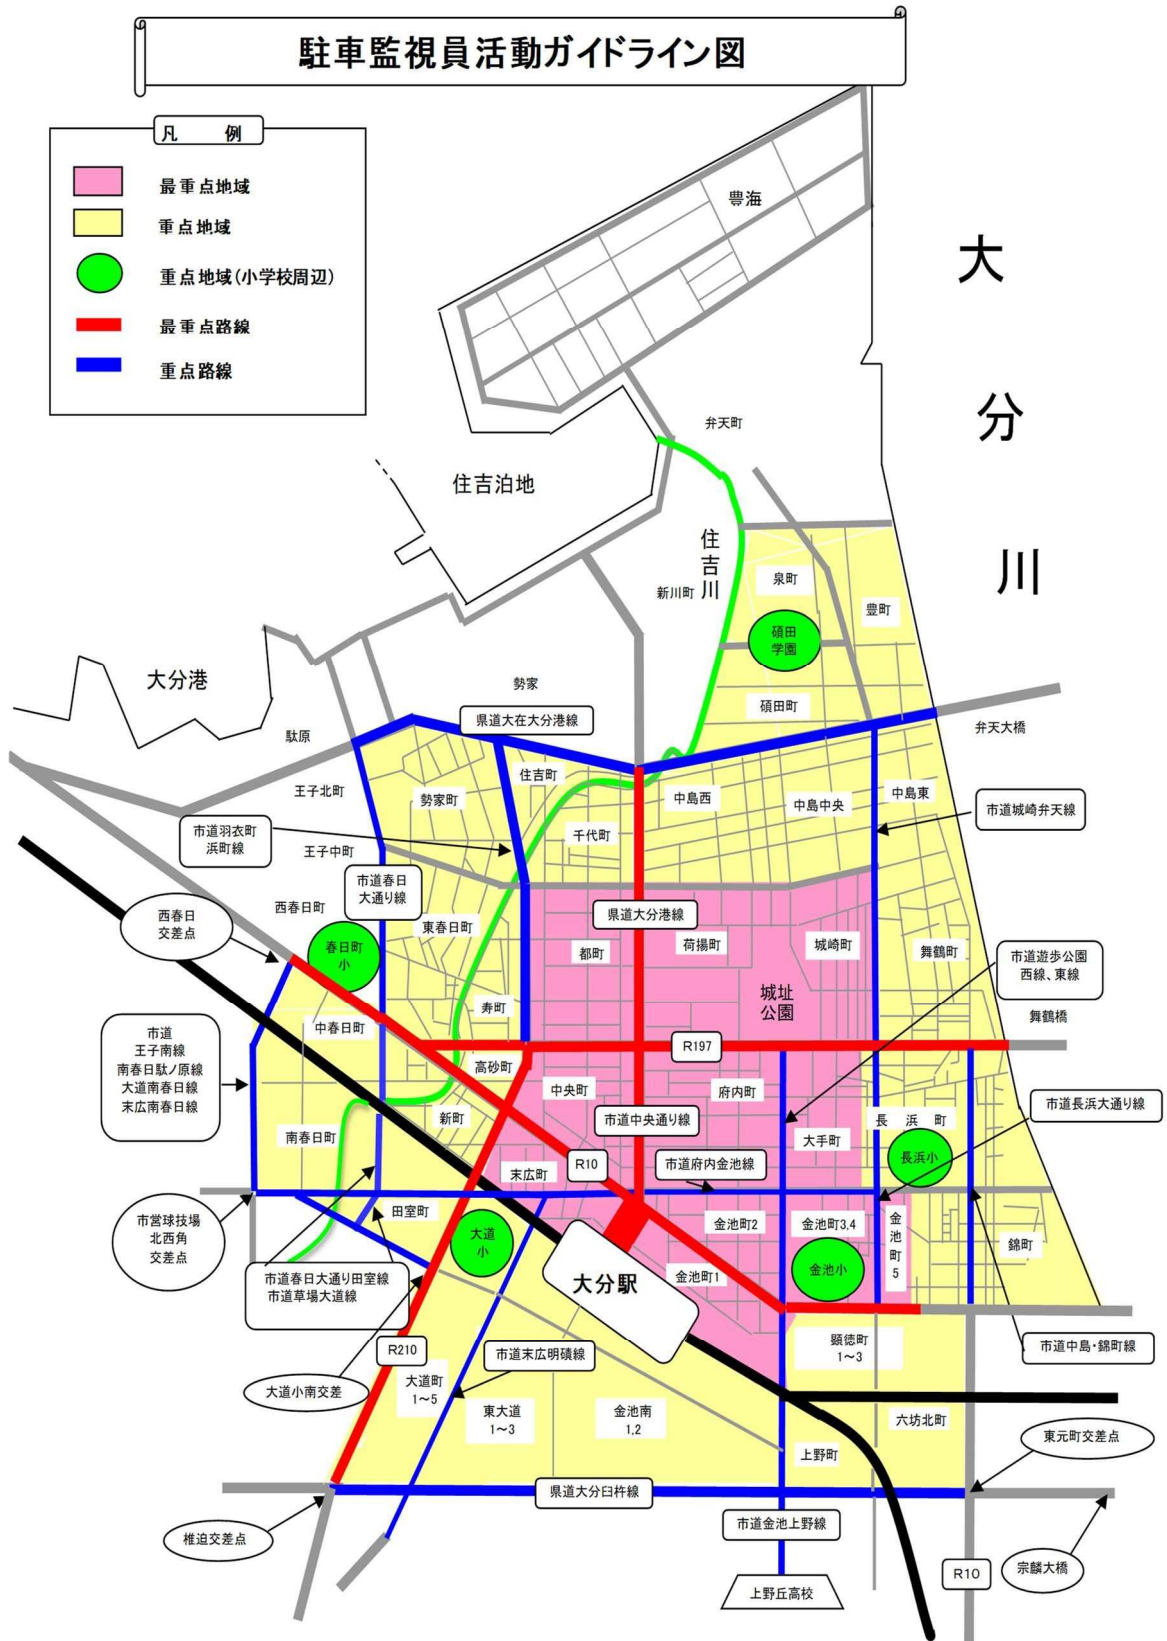 駐車監視員活動ガイドライン図
凡　例
最重点地域
重点地域
重点地域(小学校周辺)
最重点路線
重点路線
大
分
川
豊海
弁天町
住吉泊地
住
吉
川
新川町
泉町
豊町
碩田
学園
碩田町
大分港
勢家
県道大在大分港線
弁天大橋
駄原
王子北町
勢家町
住吉町
中島西
中島中央
中島東
市道城崎弁天線
市道羽衣町
浜町線
千代町
王子中町
市道春日
大通り線
西春日
交差点
西春日町
春日町
小
東春日町
県道大分港線
都町
荷揚町
城崎町
舞鶴町
市道遊歩公園
西線、東線
城址
公園
寿町
中春日町
舞鶴橋
R197
市道
王子南線
南春日駄ノ原線
大道南春日線
末広南春日線
高砂町
中央町
府内町
市道長浜大通り線
新町
市道中央通り線
大手町
長　浜　町
南春日町
長浜小
末広町
R10
市道府内金池線
市営球技場
北西角
交差点
田室町
大道
小
金池町2
金池町3,4
金
池
町
5
錦町
金池小
市道春日大通り田室線
市道草場大道線
大分駅
金池町1
R210
市道末広明磧線
顕徳町
1～3
市道中島・錦町線
大道小南交差
大道町
1～5
東大道
1～3
金池南
1,2
六坊北町
東元町交差点
上野町
県道大分臼杵線
椎迫交差点
市道金池上野線
R10
宗麟大橋
上野丘高校